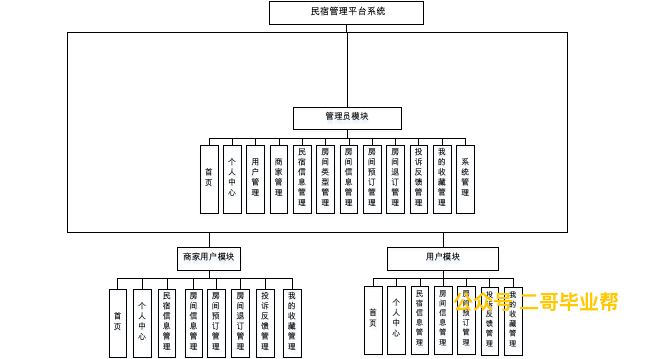 民宿管理平台系统
管理员模块
首页
个人中心
用户管理
商家管理
民宿信息管理
房间类型管理
房间信息管理
房间预订管理
房间退订管理
投诉反馈管理
我的收藏管理
系统管理
商家用户模块
用户模块
首页
个人中心
民宿信息管理
房间信息管理
房间预订管理
房间退订管理
投诉反馈管理
我的收藏管理
首页
个人中心
民宿信息管理
房间信息管理
房间预订管理
投诉反馈管理
我的收藏管理
公众号 二哥毕业帮